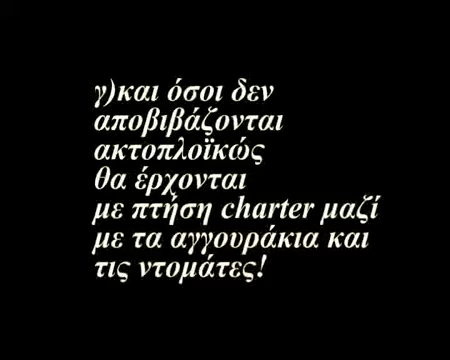 γ)και όσοι δεν
αποβιβάζονται
ακτοπλοϊκώς
θα έρχονται
με πτήση charter μαζί
με τα αγγουράκια και
τις ντομάτες!